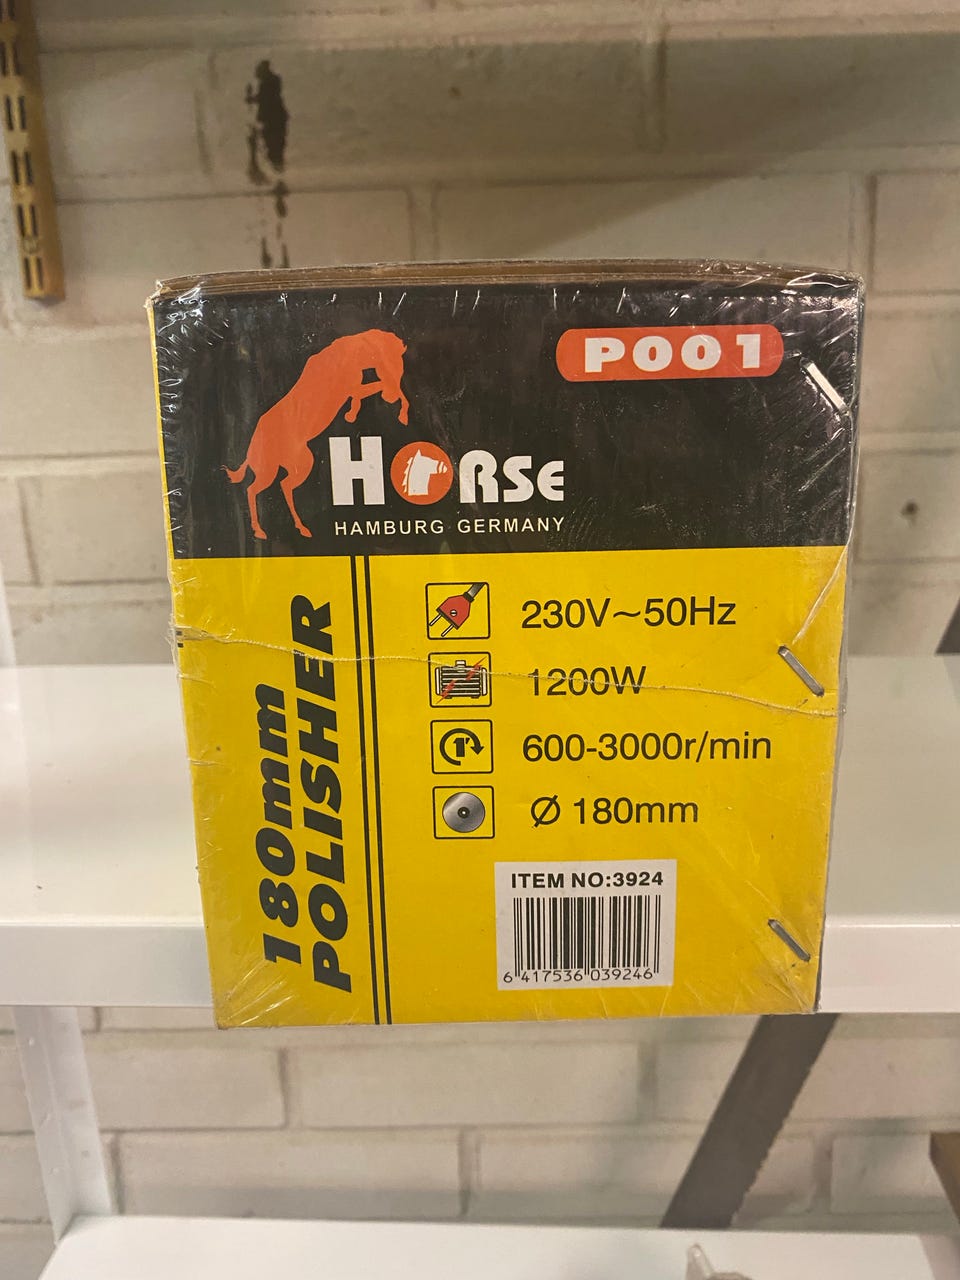 P001
HORSE
HAMBURG GERMANY
180mm
POLISHER
230V~50Hz
1200W
1
600-3000r/min
Ø 180mm
ITEM NO:3924
6 417536 039246